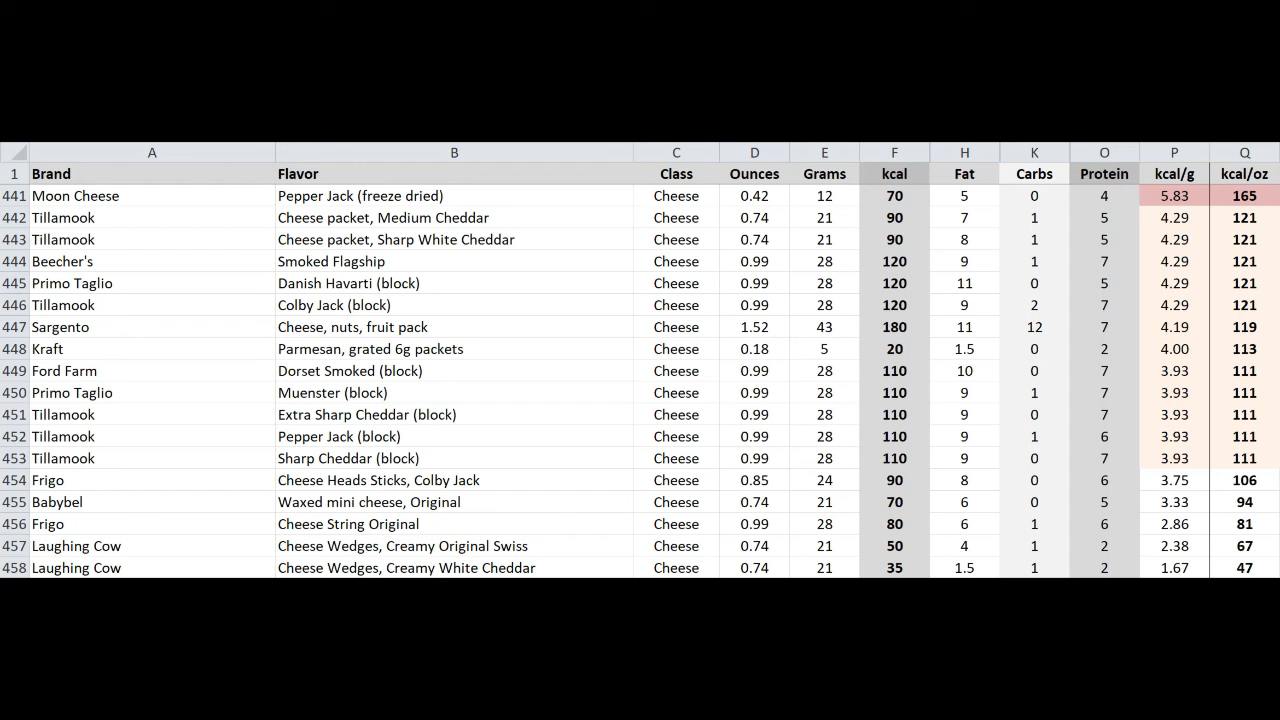 A B C D E F H K O P Q
1 Brand Flavor Class Ounces Grams kcal Fat Carbs Protein kcal/g kcal/oz
441 Moon Cheese Pepper Jack (freeze dried) Cheese 0.42 12 70 5 0 4 5.83 165
442 Tillamook Cheese packet, Medium Cheddar Cheese 0.74 21 90 7 1 5 4.29 121
443 Tillamook Cheese packet, Sharp White Cheddar Cheese 0.74 21 90 8 1 5 4.29 121
444 Beecher's Smoked Flagship Cheese 0.99 28 120 9 1 7 4.29 121
445 Primo Taglio Danish Havarti (block) Cheese 0.99 28 120 11 0 5 4.29 121
446 Tillamook Colby Jack (block) Cheese 0.99 28 120 9 2 7 4.29 121
447 Sargento Cheese, nuts, fruit pack Cheese 1.52 43 180 11 12 7 4.19 119
448 Kraft Parmesan, grated 6g packets Cheese 0.18 5 20 1.5 0 2 4.00 113
449 Ford Farm Dorset Smoked (block) Cheese 0.99 28 110 10 0 7 3.93 111
450 Primo Taglio Muenster (block) Cheese 0.99 28 110 9 1 7 3.93 111
451 Tillamook Extra Sharp Cheddar (block) Cheese 0.99 28 110 9 0 7 3.93 111
452 Tillamook Pepper Jack (block) Cheese 0.99 28 110 9 1 6 3.93 111
453 Tillamook Sharp Cheddar (block) Cheese 0.99 28 110 9 0 7 3.93 111
454 Frigo Cheese Heads Sticks, Colby Jack Cheese 0.85 24 90 8 0 6 3.75 106
455 Babybel Waxed mini cheese, Original Cheese 0.74 21 70 6 0 5 3.33 94
456 Frigo Cheese String Original Cheese 0.99 28 80 6 1 6 2.86 81
457 Laughing Cow Cheese Wedges, Creamy Original Swiss Cheese 0.74 21 50 4 1 2 2.38 67
458 Laughing Cow Cheese Wedges, Creamy White Cheddar Cheese 0.74 21 35 1.5 1 2 1.67 47